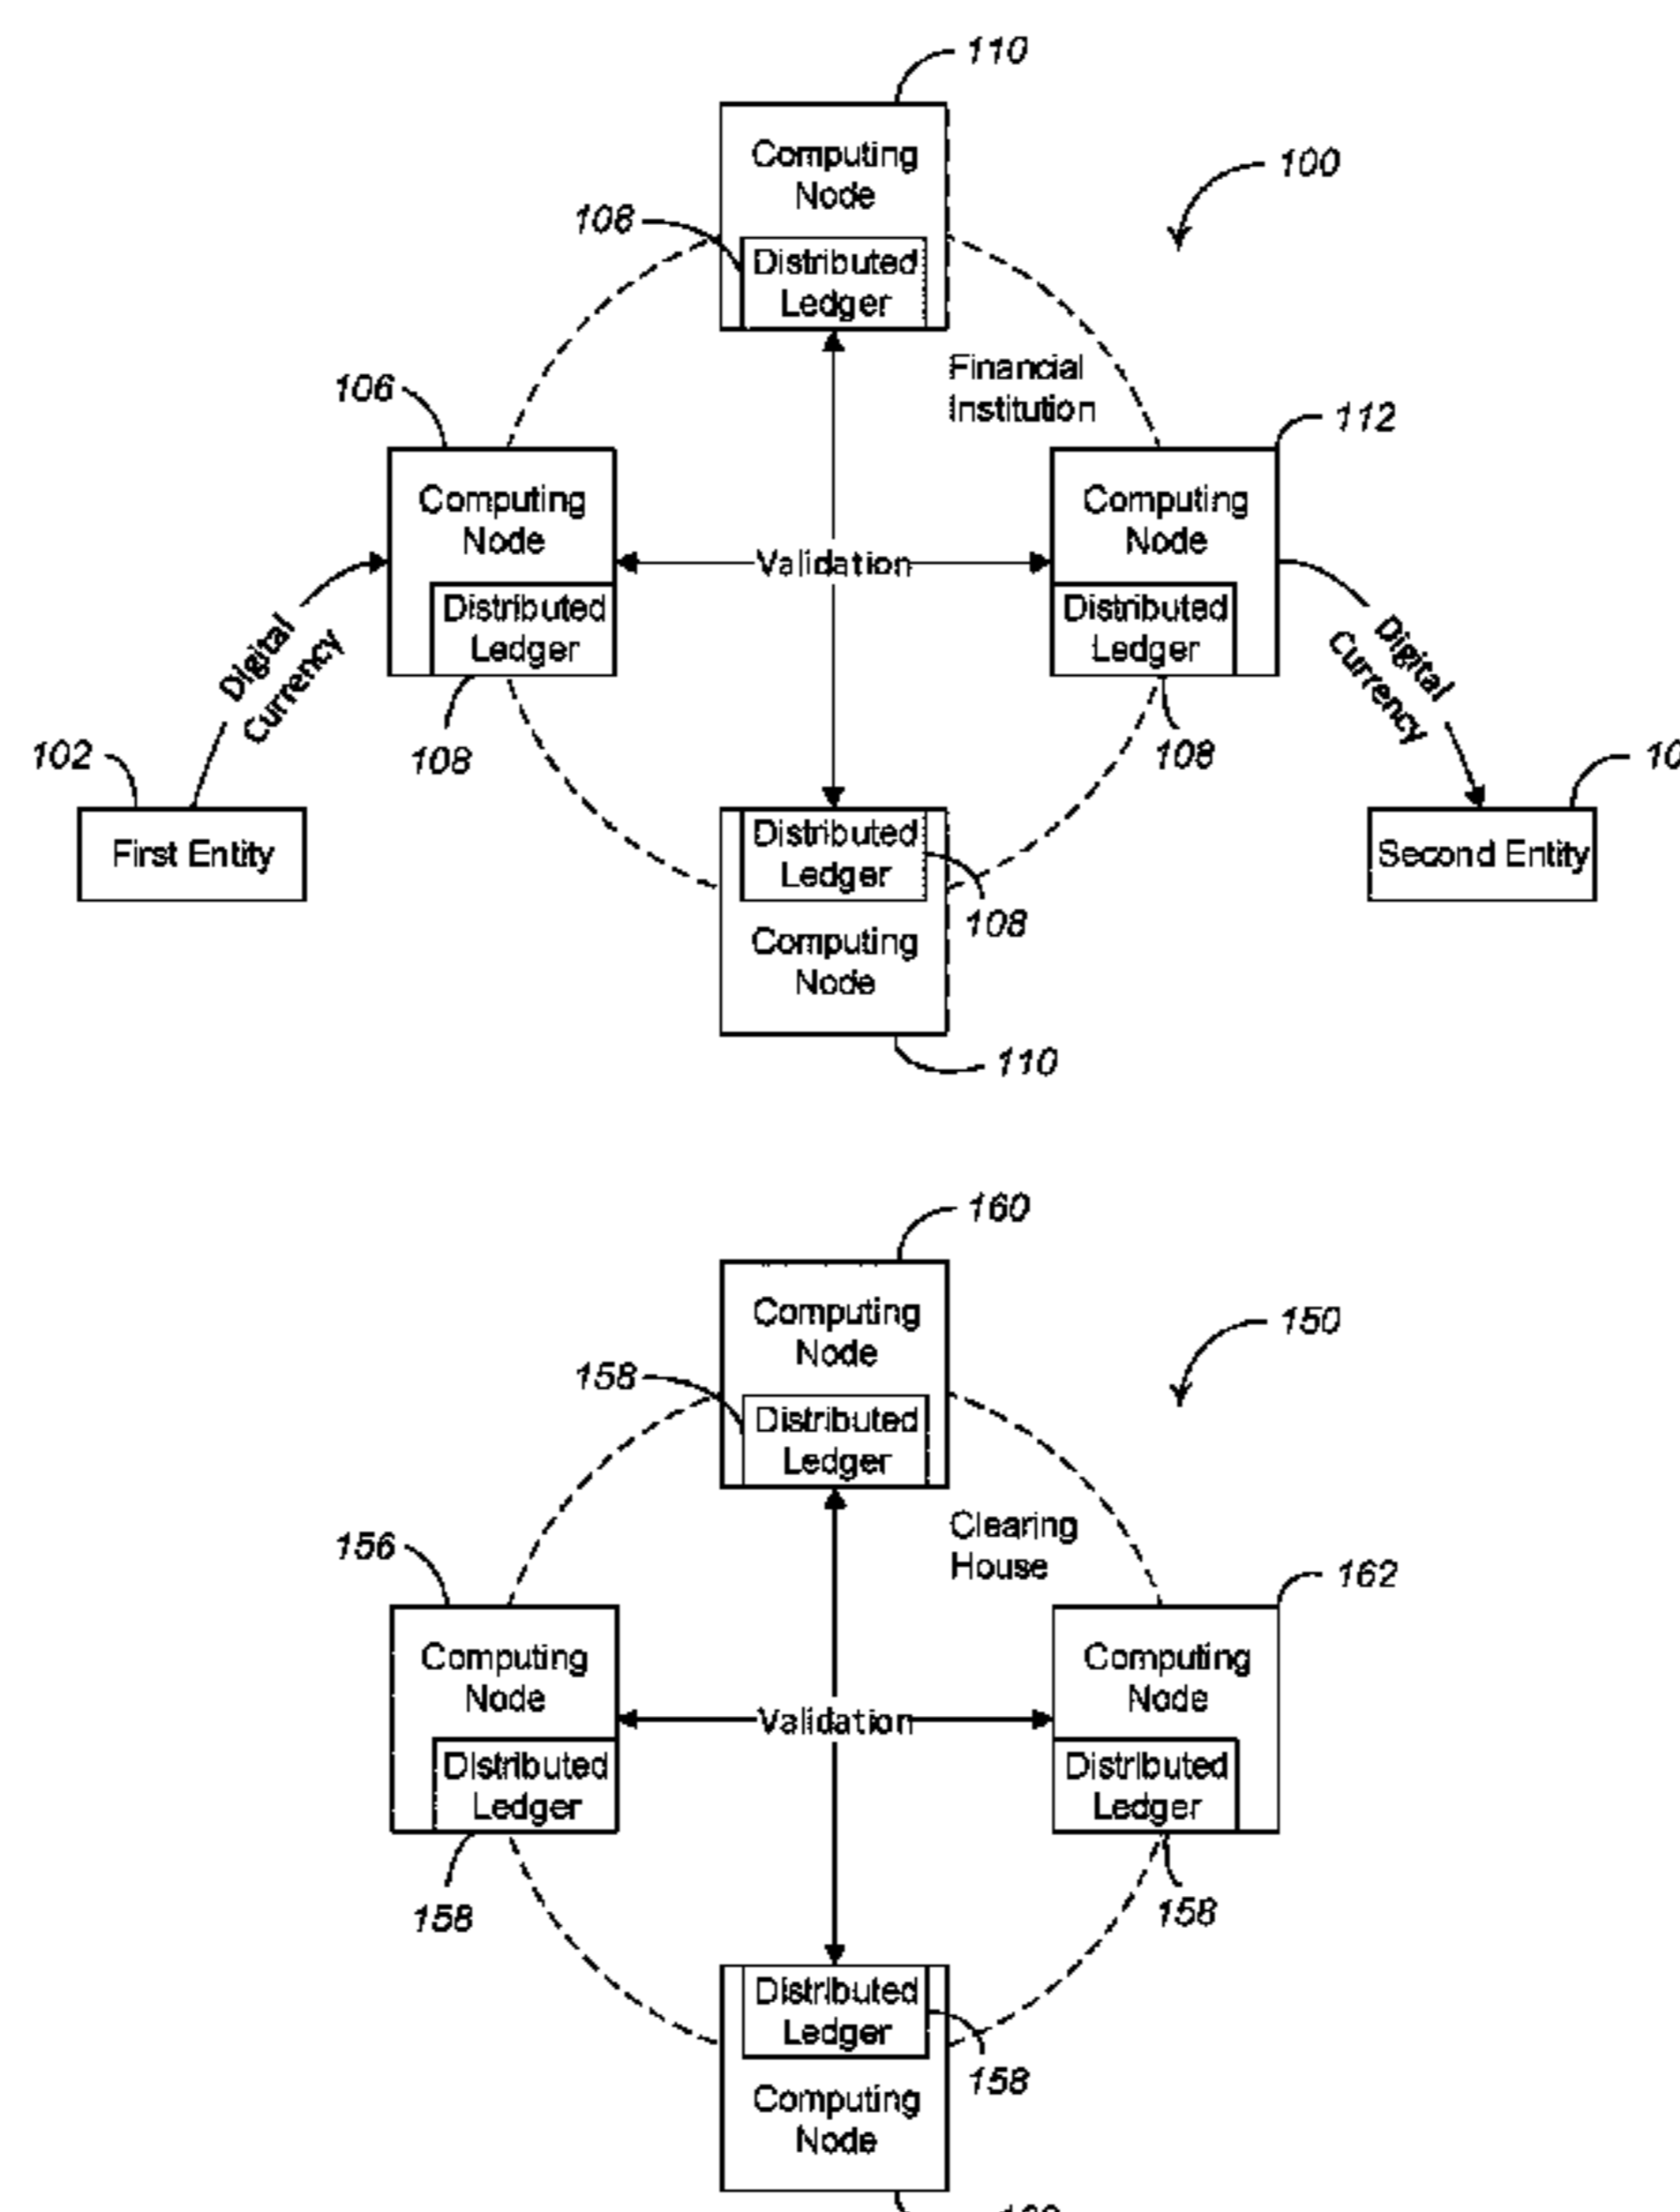 110
Computing
Node
100
108
Distributed
Ledger
Financial
Institution
106
112
Computing
Node
Computing
Node
Validation
Distributed
Ledger
Distributed
Ledger
Digital
Currency
Digital
Currency
102
108
108
First Entity
Distributed
Ledger
Second Entity
108
Computing
Node
110
160
Computing
Node
150
158
Distributed
Ledger
Clearing
House
156
162
Computing
Node
Computing
Node
Validation
Distributed
Ledger
Distributed
Ledger
158
158
Distributed
Ledger
158
Computing
Node